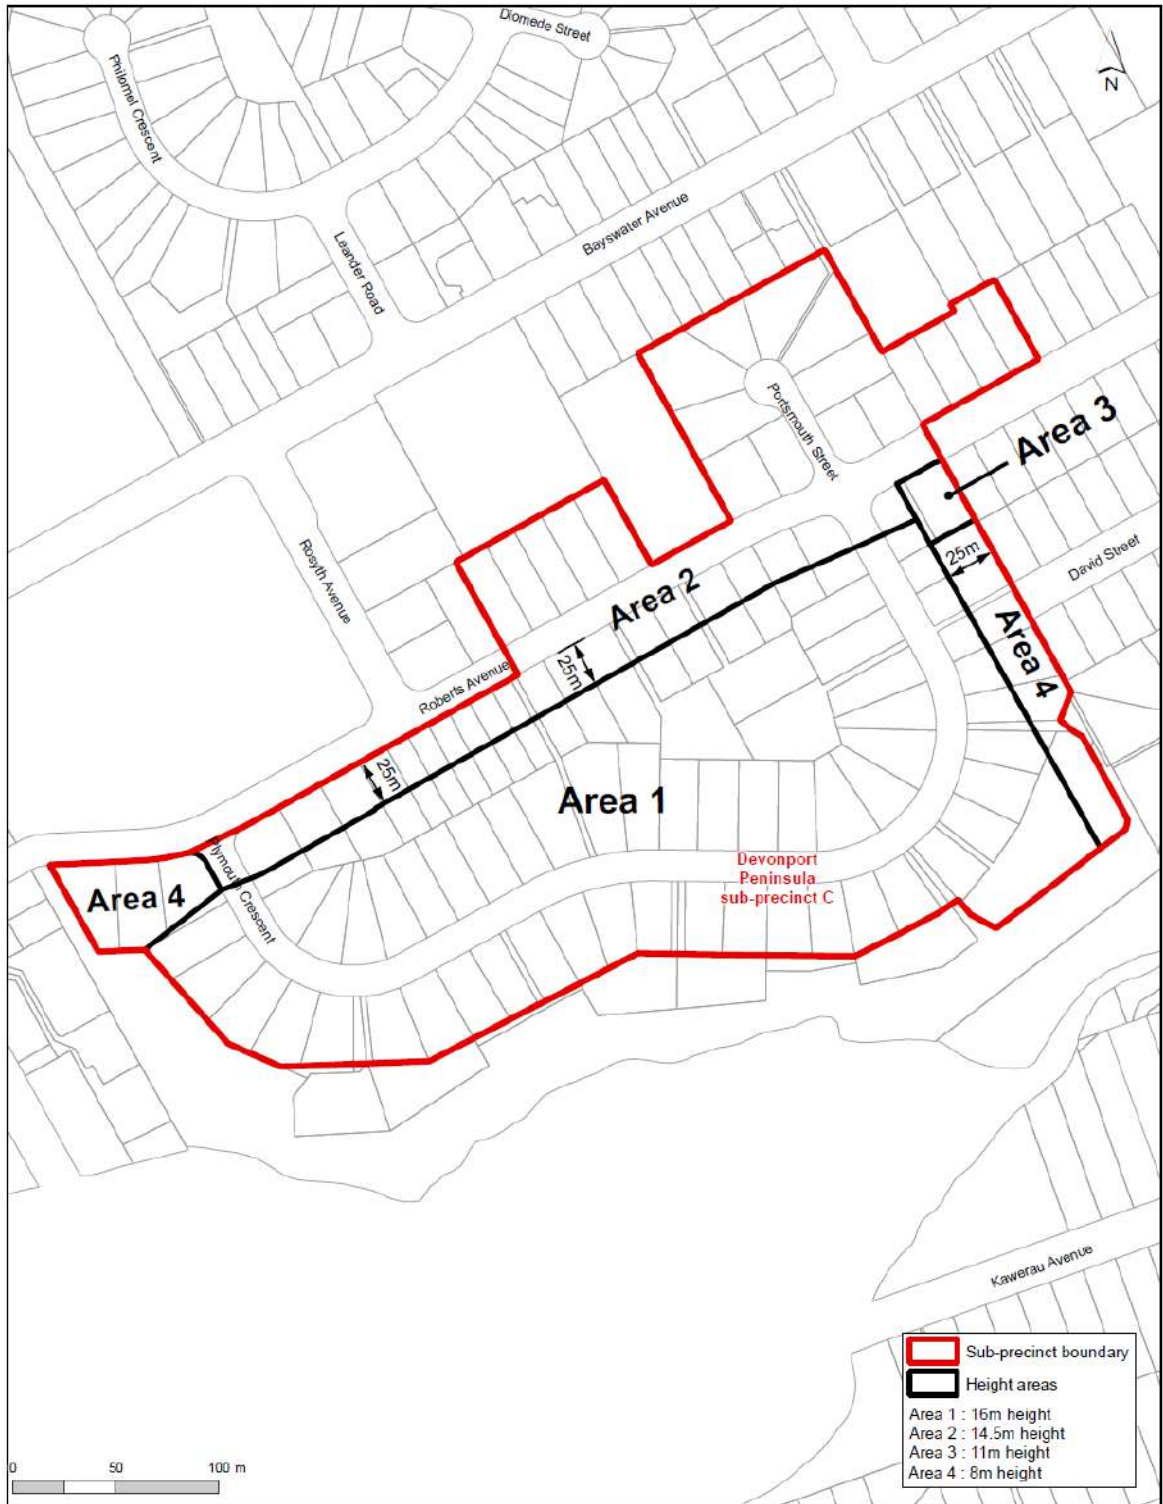 Diomede Street
Philomel Crescent
N
Bayswater Avenue
Leander Road
Portsmouth Street
Area 3
Rosyth Avenue
25m
David Street
Area 2
Area 4
25m
Roberts Avenue
25m
Area 1
Plymouth Crescent
Devonport
Peninsula
sub-precinct C
Area 4
Kawerau Avenue
Sub-precinct boundary
Height areas
Area 1 : 16m height
Area 2 : 14.5m height
Area 3 : 11m height
Area 4 : 8m height
0 50 100 m